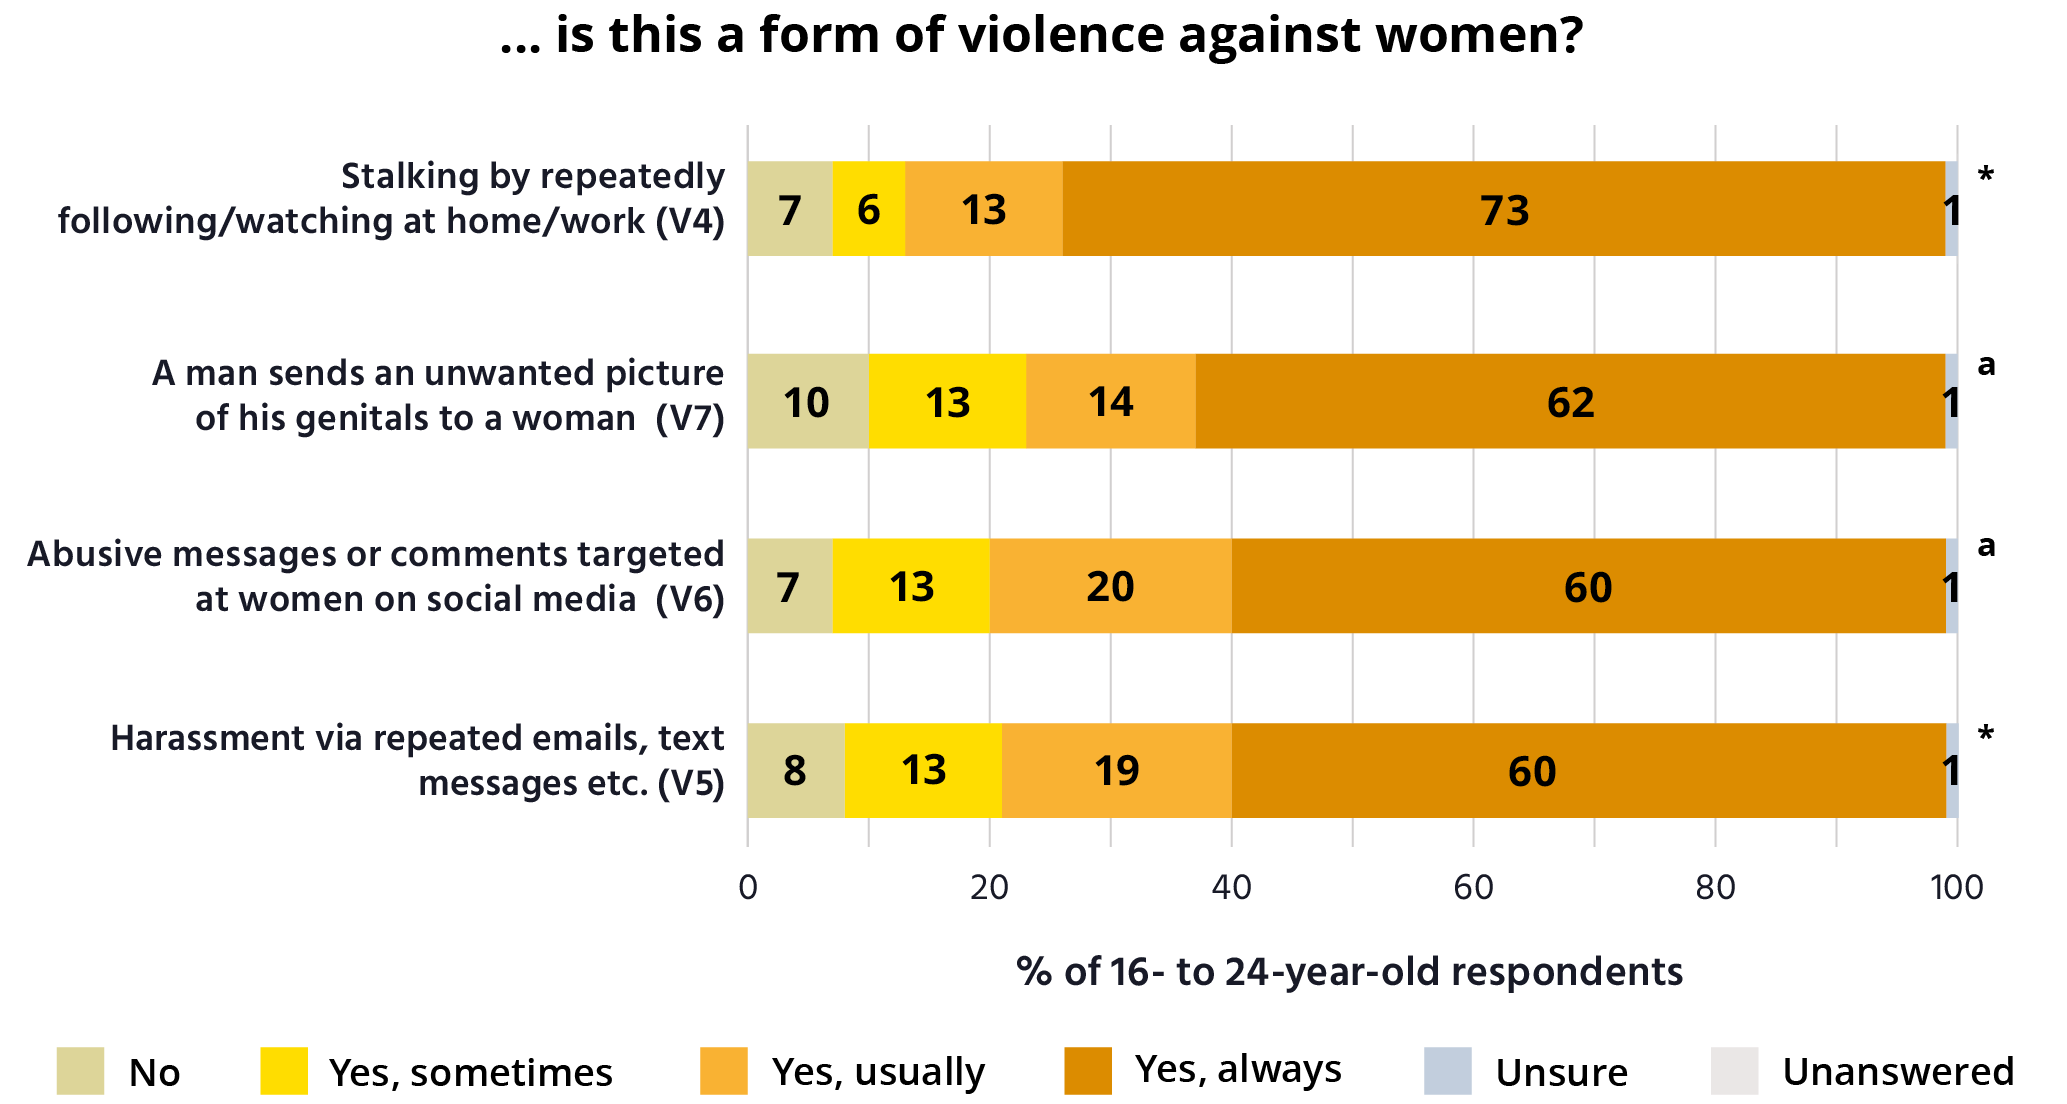 ... is this a form of violence against women?
Stalking by repeatedly
following/watching at home/work (V4)
7 6 13 73 1 *
A man sends an unwanted picture
of his genitals to a woman (V7)
10 13 14 62 1 a
Abusive messages or comments targeted
at women on social media (V6)
7 13 20 60 1 a
Harassment via repeated emails, text
messages etc. (V5)
8 13 19 60 1 *
0 20 40 60 80 100
% of 16- to 24-year-old respondents
No Yes, sometimes Yes, usually Yes, always Unsure Unanswered